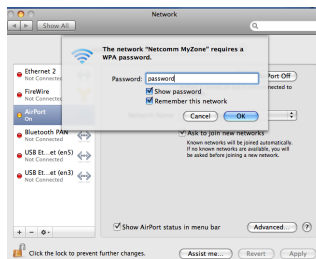 Network
Show All
The network "Netcomm MyZone" requires a
WPA password.
Password: password
Show password
Remember this network
Cancel OK
Ethernet 2
Not Connected
FireWire
Not Connected
AirPort
On
Bluetooth PAN
Not Connected
USB Et...et (en5)
Not Connected
USB Et...et (en3)
Not Connected
Port Off
nected to
Ask to join new networks
Known networks will be joined automatically.
If no known networks are available, you will
be asked before joining a new network.
Show AirPort status in menu bar
Advanced... ?
Click the lock to prevent further changes.
Assist me... Revert Apply